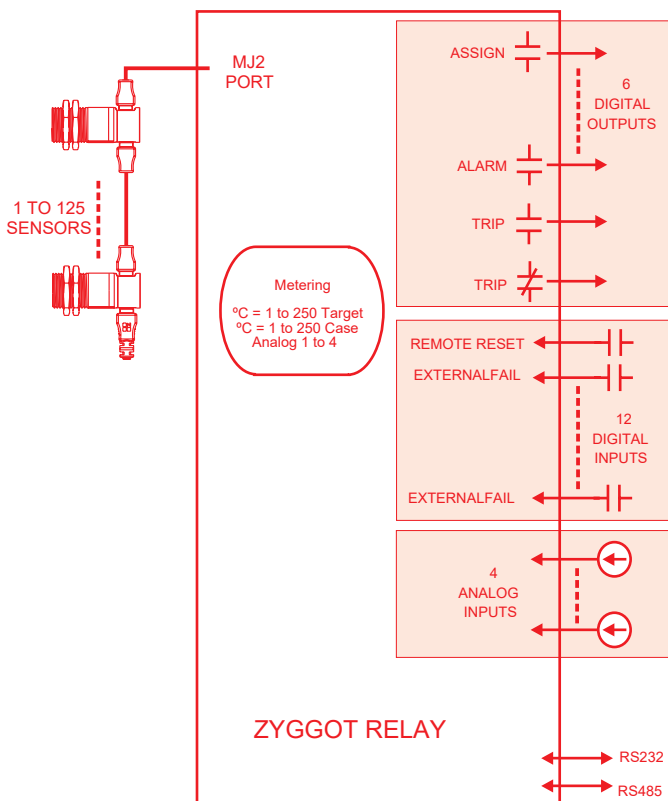 MJ2
PORT
1 TO 125
SENSORS
Metering
ºC = 1 to 250 Target
ºC = 1 to 250 Case
Analog 1 to 4
ASSIGN
6
DIGITAL
OUTPUTS
ALARM
TRIP
TRIP
REMOTE RESET
EXTERNALFAIL
12
DIGITAL
INPUTS
EXTERNALFAIL
4
ANALOG
INPUTS
ZYGGOT RELAY
RS232
RS485